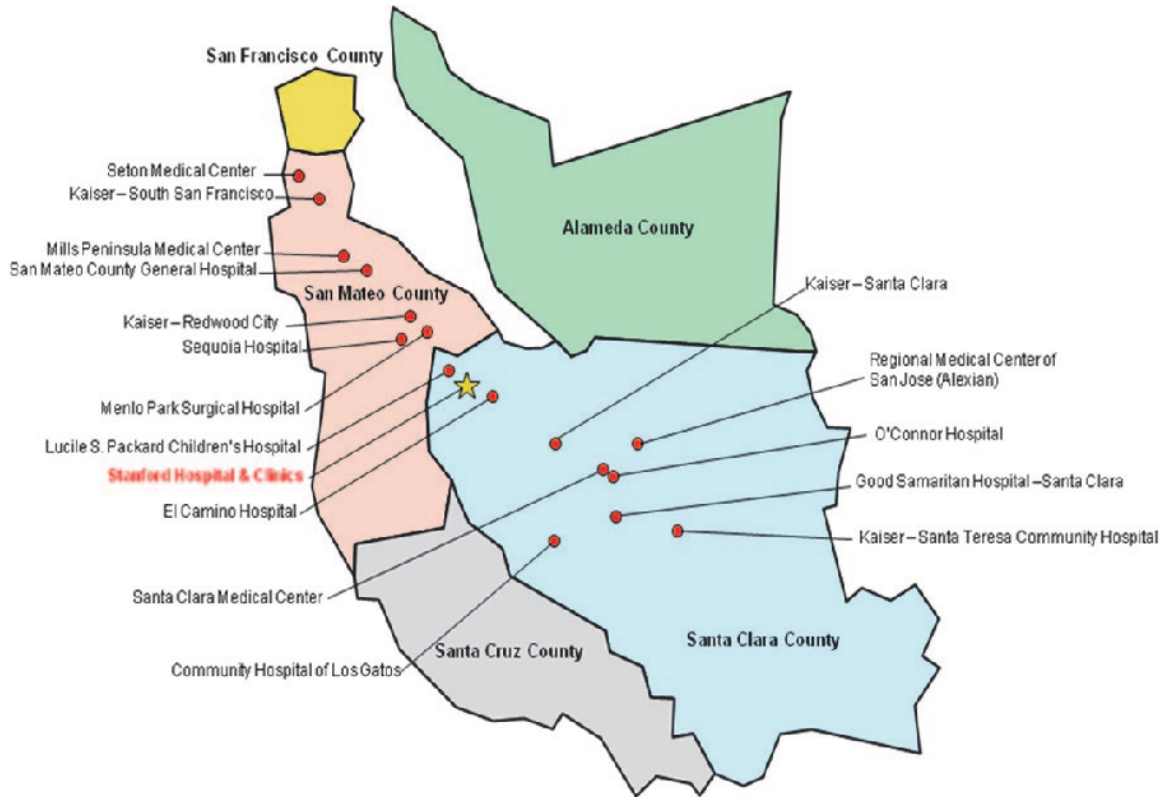 San Francisco County
Seton Medical Center
Kaiser–South San Francisco
Alameda County
Mills Peninsula Medical Center
San Mateo County General Hospital
San Mateo County
Kaiser–Santa Clara
Kaiser–Redwood City
Sequoia Hospital
Regional Medical Center of
San Jose (Alexian)
Menlo Park Surgical Hospital
O'Connor Hospital
Lucile S. Packard Children's Hospital
Stanford Hospital & Clinics
Good Samaritan Hospital–Santa Clara
El Camino Hospital
Kaiser–Santa Teresa Community Hospital
Santa Clara Medical Center
Santa Clara County
Santa Cruz County
Community Hospital of Los Gatos